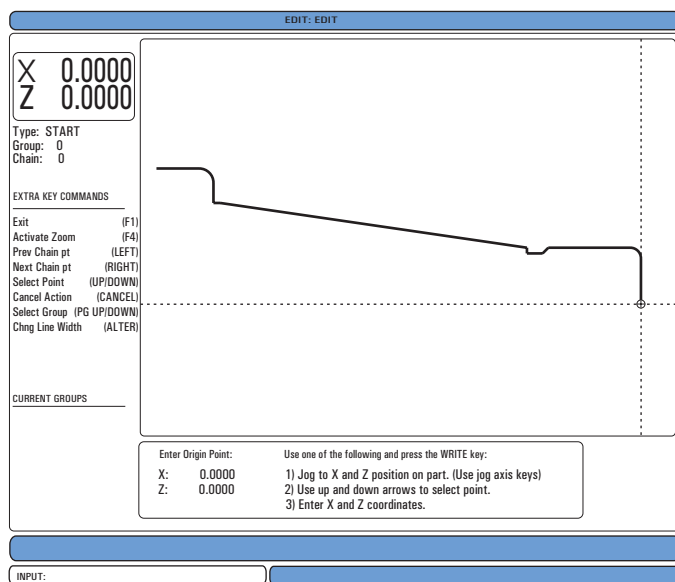 EDIT: EDIT
X 0.0000
Z 0.0000
Type: START
Group: 0
Chain: 0
EXTRA KEY COMMANDS
Exit (F1)
Activate Zoom (F4)
Prev Chain pt (LEFT)
Next Chain pt (RIGHT)
Select Point (UP/DOWN)
Cancel Action (CANCEL)
Select Group (PG UP/DOWN)
Chng Line Width (ALTER)
CURRENT GROUPS
Enter Origin Point: Use one of the following and press the WRITE key:
X: 0.0000 1) Jog to X and Z position on part. (Use jog axis keys)
Z: 0.0000 2) Use up and down arrows to select point.
3) Enter X and Z coordinates.
INPUT: